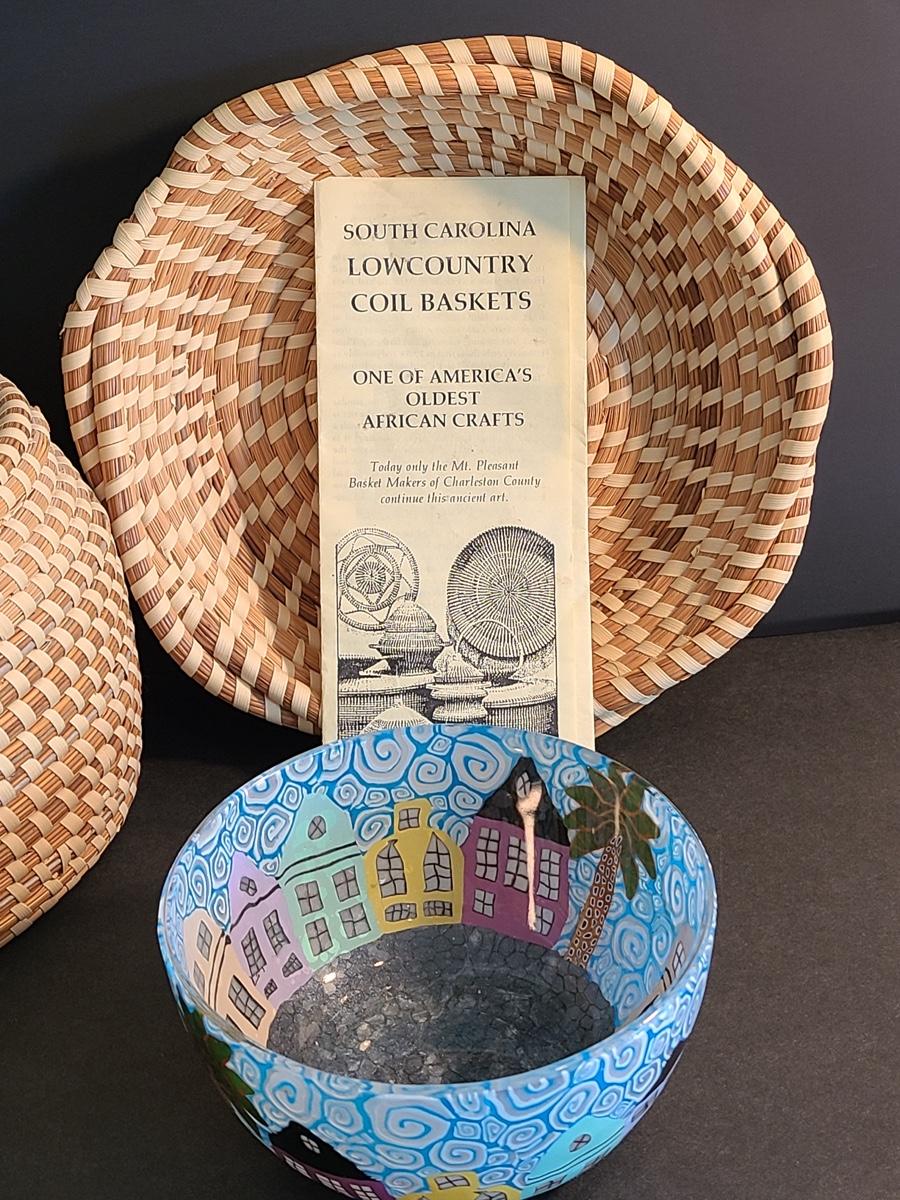 SOUTH CAROLINA
LOWCOUNTRY
COIL BASKETS
ONE OF AMERICA'S
OLDEST
AFRICAN CRAFTS
Today only the Mt. Pleasant
Basket Makers of Charleston County
continue this ancient art.